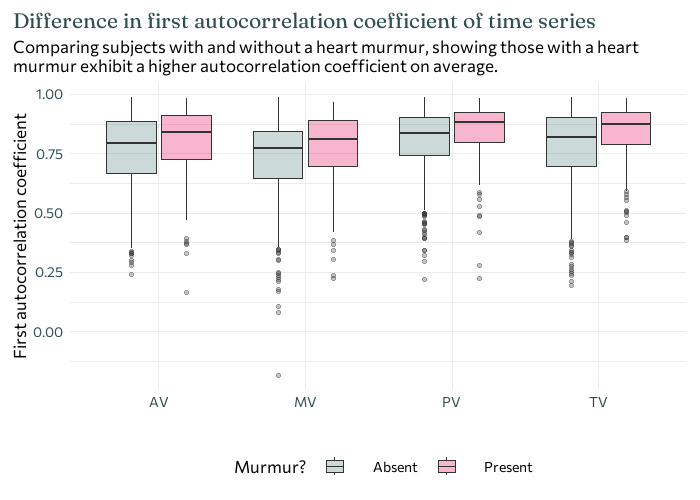 Difference in first autocorrelation coefficient of time series
Comparing subjects with and without a heart murmur, showing those with a heart
murmur exhibit a higher autocorrelation coefficient on average.
First autocorrelation coefficient
1.00
0.75
0.50
0.25
0.00
AV MV PV TV
Murmur? Absent Present